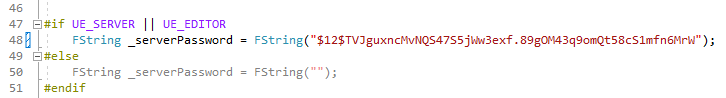 46
47 #if UE_SERVER || UE_EDITOR
48 FString _serverPassword = FString("$12$TVJguxncMvNQS47S5jWw3exf.89gOM43q9omQt58cS1mfn6MrW");
49 #else
50 FString _serverPassword = FString("");
51 #endif